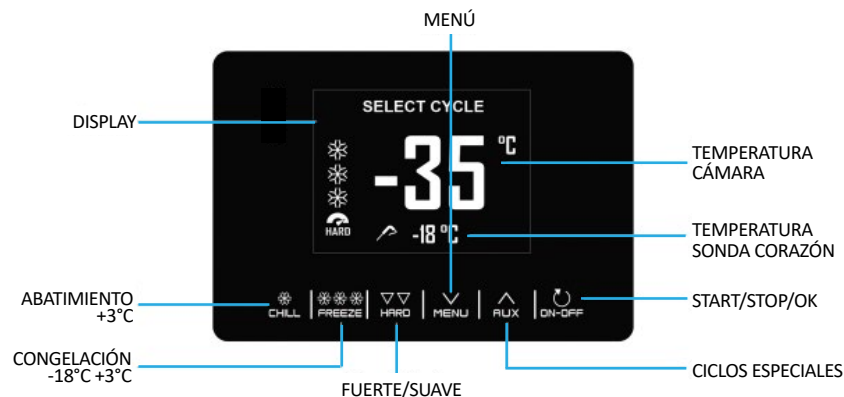 MENÚ
DISPLAY
SELECT CYCLE
-35 °C
HARD
-18 °C
TEMPERATURA
CÁMARA
TEMPERATURA
SONDA CORAZÓN
ABATIMIENTO
+3°C
CHILL
FREEZE
HARD
MENU
AUX
ON-OFF
START/STOP/OK
CONGELACIÓN
-18°C +3°C
FUERTE/SUAVE
CICLOS ESPECIALES